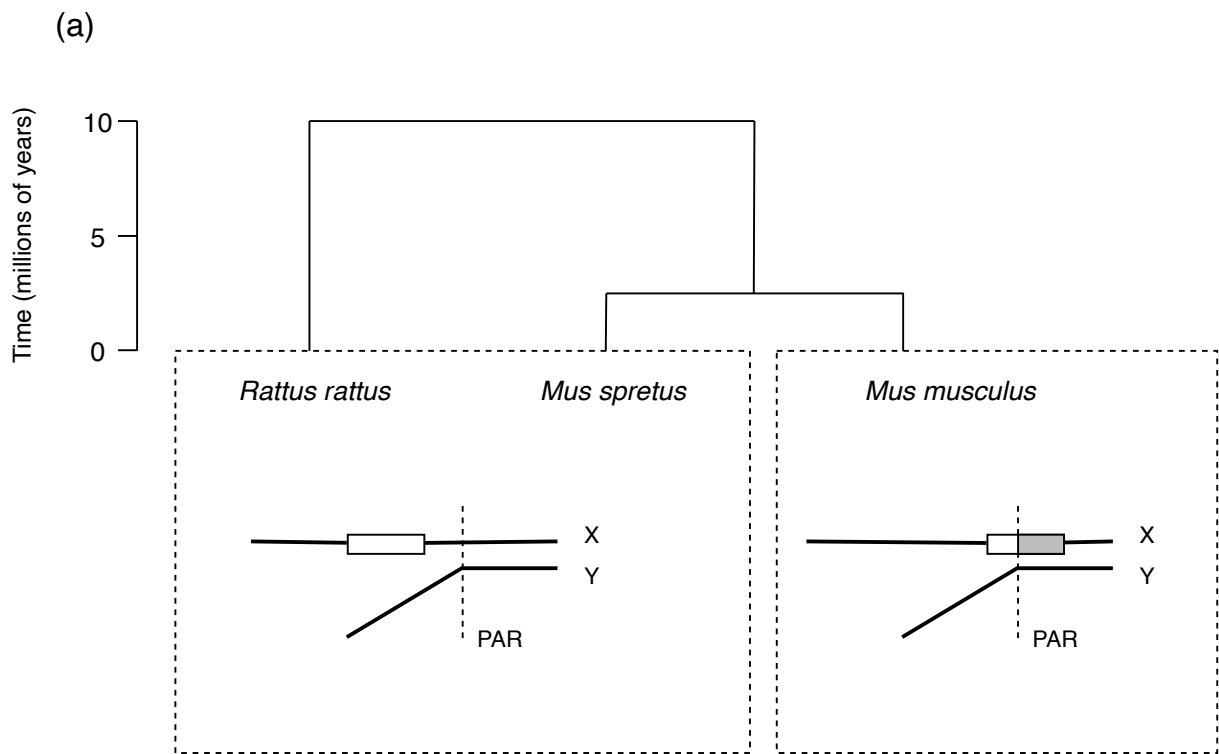 (a)
Time (millions of years)
10
5
0
Rattus rattus
Mus spretus
Mus musculus
X
Y
PAR
X
Y
PAR